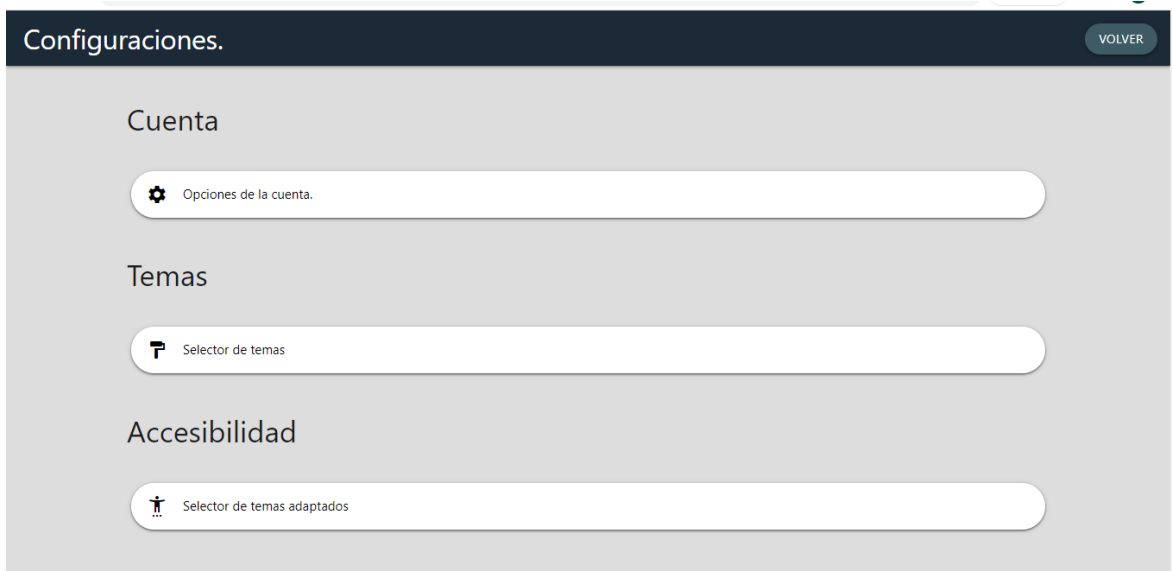 Configuraciones.
VOLVER
Cuenta
Opciones de la cuenta.
Temas
Selector de temas
Accesibilidad
Selector de temas adaptados